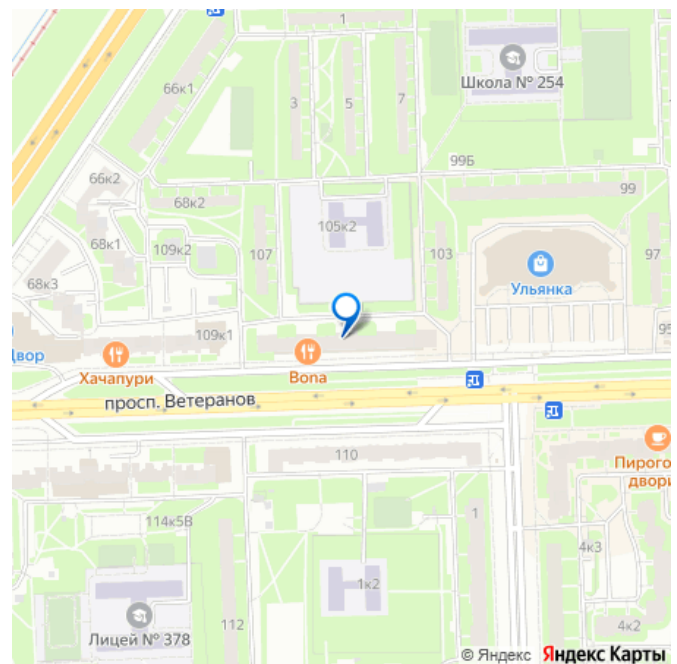 1
Школа № 254
66к1
3
5
7
99Б
66к2
68к2
99
105к2
68к1
109к2
107
103
97
68к3
Ульянка
109к1
95
Двор
Хачапури
Bona
просп. Ветеранов
110
Пирого
двори
1
114к5В
4к3
1к2
112
4к2
Лицей № 378
© Яндекс Яндекс Карты